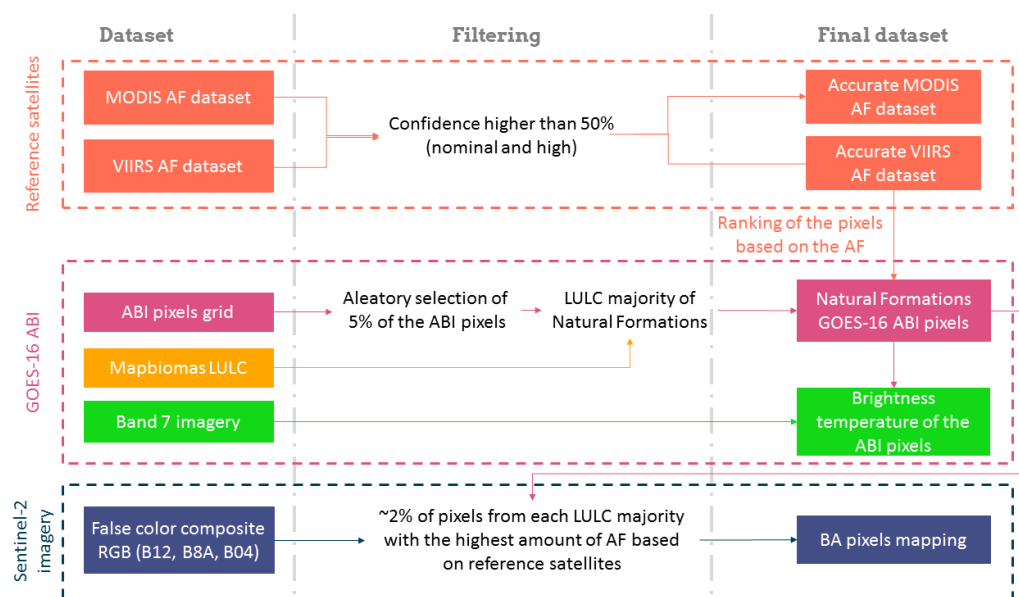 Dataset
Filtering
Final dataset
Reference satellites
MODIS AF dataset
VIIRS AF dataset
Confidence higher than 50%
(nominal and high)
Accurate MODIS
AF dataset
Accurate VIIRS
AF dataset
Ranking of the pixels
based on the AF
GOES-16 ABI
ABI pixels grid
Aleatory selection of
5% of the ABI pixels
LULC majority of
Natural Formations
Natural Formations
GOES-16 ABI pixels
Mapbiomas LULC
Band 7 imagery
Brightness
temperature of the
ABI pixels
Sentinel-2
imagery
False color composite
RGB (B12, B8A, B04)
~2% of pixels from each LULC majority
with the highest amount of AF based
on reference satellites
BA pixels mapping